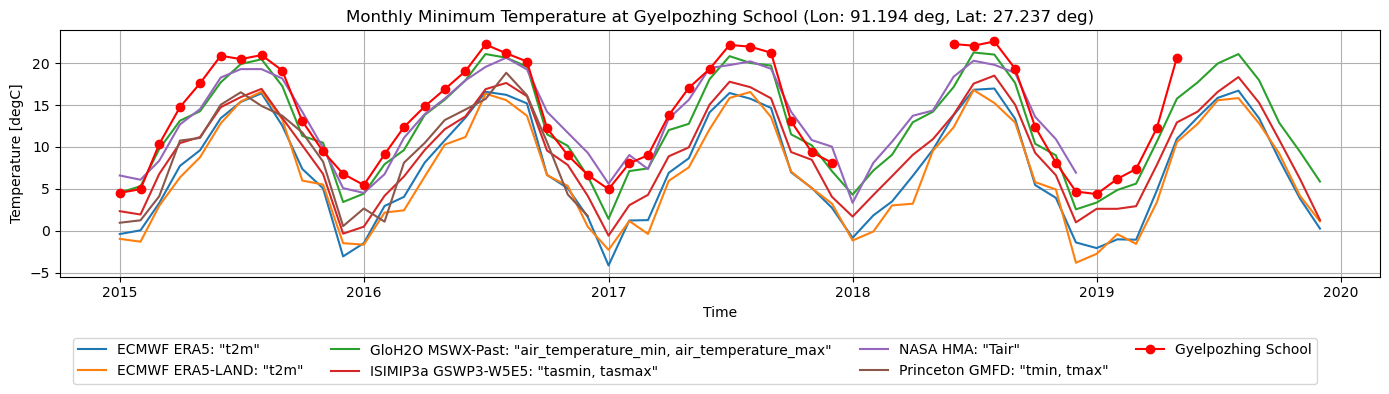 Monthly Minimum Temperature at Gyelpozhing School (Lon: 91.194 deg, Lat: 27.237 deg)
Temperature [degC]
20
15
10
5
0
−5
2015
2016
2017
2018
2019
2020
Time
ECMWF ERA5: "t2m"
ECMWF ERA5-LAND: "t2m"
GloH2O MSWX-Past: "air_temperature_min, air_temperature_max"
ISIMIP3a GSWP3-W5E5: "tasmin, tasmax"
NASA HMA: "Tair"
Princeton GMFD: "tmin, tmax"
Gyelpozhing School